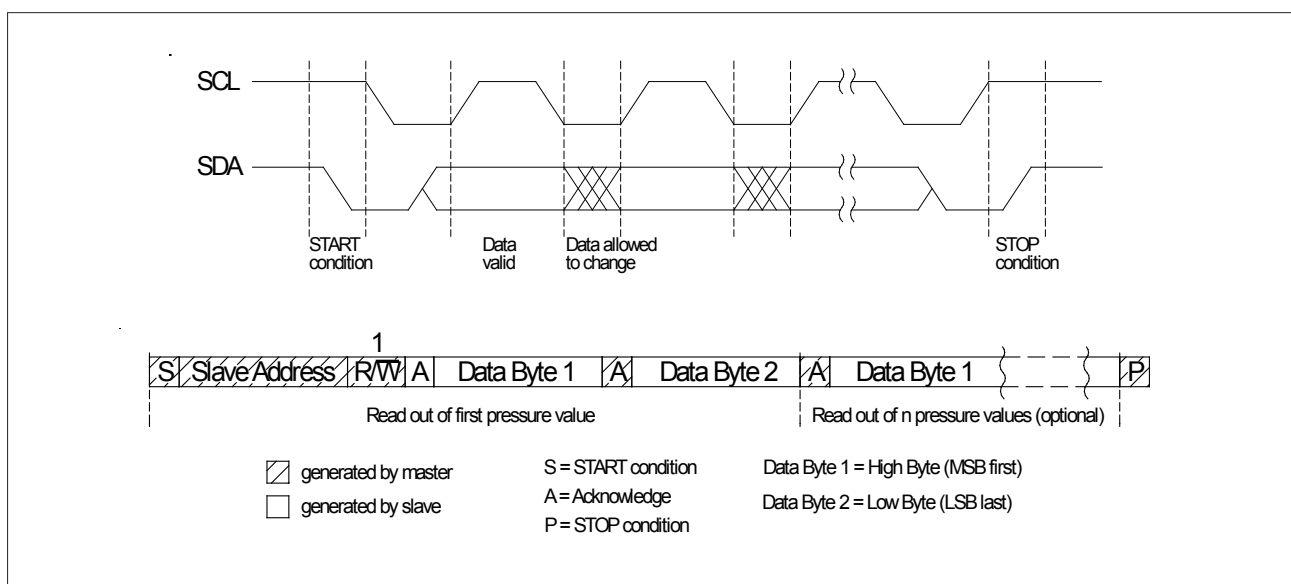 SCL
SDA
START
condition
Data
valid
Data allowed
to change
STOP
condition
1
S Slave Address R/W A Data Byte 1 A Data Byte 2 A Data Byte 1 P
Read out of first pressure value
Read out of n pressure values (optional)
generated by master
generated by slave
S = START condition
A = Acknowledge
P = STOP condition
Data Byte 1 = High Byte (MSB first)
Data Byte 2 = Low Byte (LSB last)